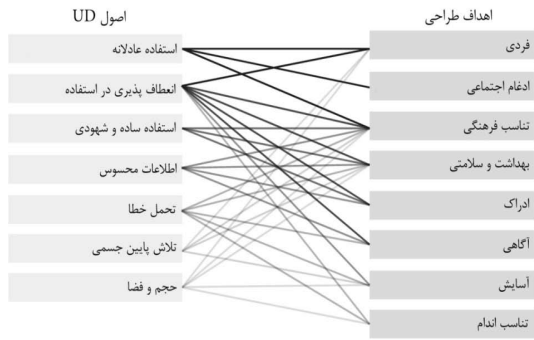 اصول UD
استفاده عادلانه
انعطاف پذیری در استفاده
استفاده ساده و شهودی
اطلاعات محسوس
تحمل خطا
تلاش پایین جسمی
حجم و فضا
اهداف طراحی
فردی
ادغام اجتماعی
تناسب فرهنگی
بهداشت و سلامتی
ادراک
آگاهی
آسایش
تناسب اندام